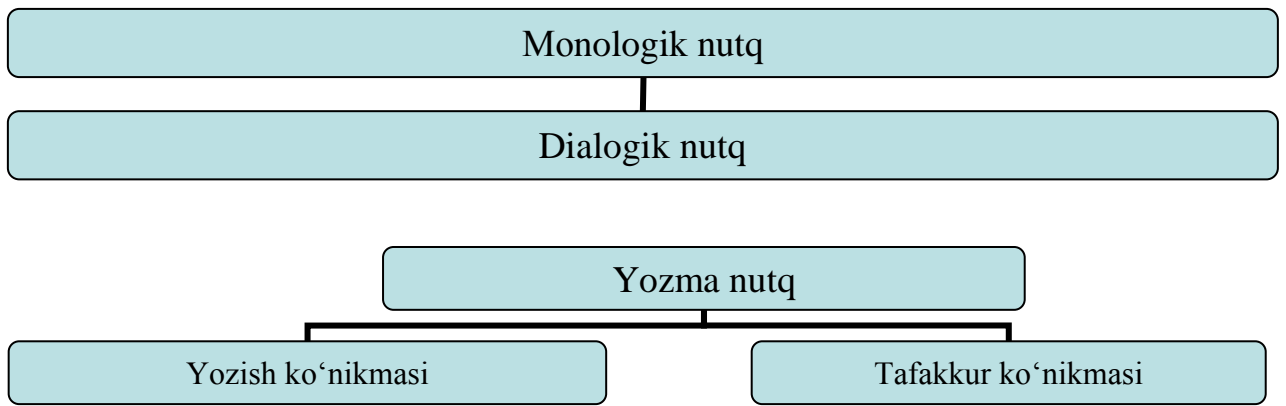 Monologik nutq
Dialogik nutq
Yozma nutq
Yozish ko‘nikmasi
Tafakkur ko‘nikmasi